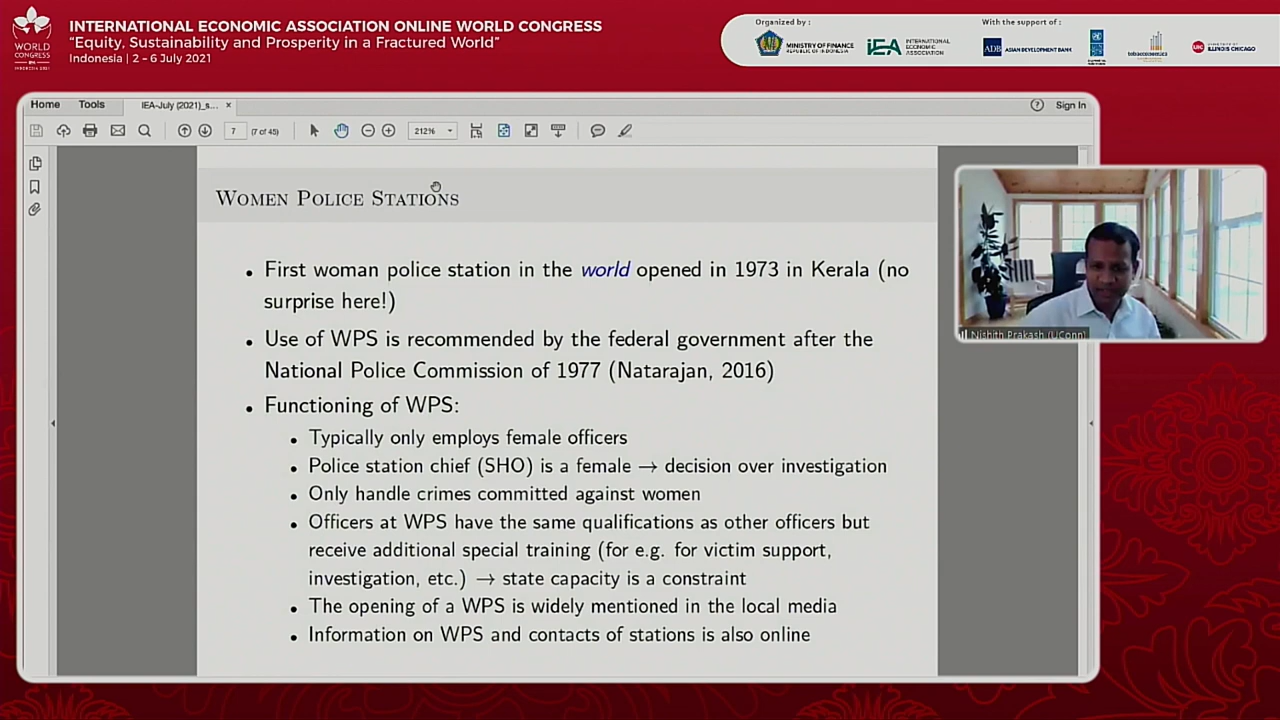 INTERNATIONAL ECONOMIC ASSOCIATION ONLINE WORLD CONGRESS
"Equity, Sustainability and Prosperity in a Fractured World"
Indonesia | 2 - 6 July 2021
WORLD
CONGRESS
Organized by :
MINISTRY OF FINANCE
REPUBLIC OF INDONESIA
iEA
INTERNATIONAL
ECONOMIC
ASSOCIATION
With the support of :
ADB
ASIAN DEVELOPMENT BANK
UIC
ILLINOIS CHICAGO
Home
Tools
IEA-July (2021)_s... ×
Sign In
7
(7 of 45)
212%
Women Police Stations
• First woman police station in the world opened in 1973 in Kerala (no
surprise here!)
• Use of WPS is recommended by the federal government after the
National Police Commission of 1977 (Natarajan, 2016)
• Functioning of WPS:
• Typically only employs female officers
• Police station chief (SHO) is a female → decision over investigation
• Only handle crimes committed against women
• Officers at WPS have the same qualifications as other officers but
receive additional special training (for e.g. for victim support,
investigation, etc.) → state capacity is a constraint
• The opening of a WPS is widely mentioned in the local media
• Information on WPS and contacts of stations is also online
Nishith Prakash (UConn)